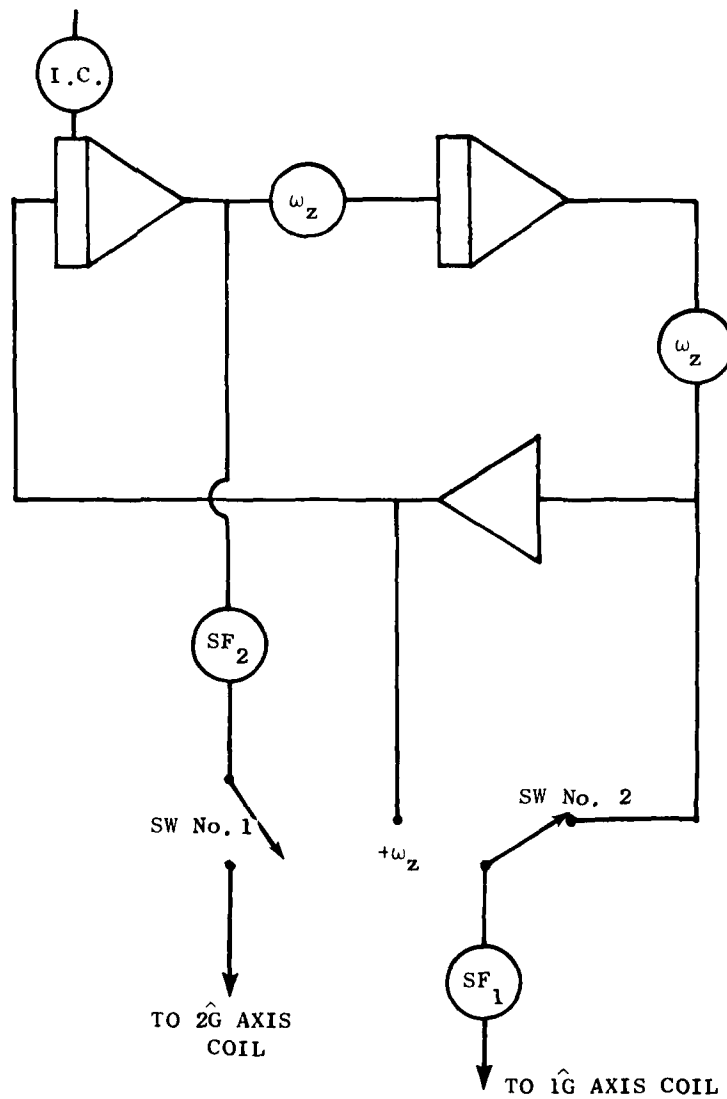 I.C.
ω_z
ω_z
SF_2
SW No. 1
SW No. 2
+ω_z
SF_1
TO 2Ĝ AXIS
COIL
TO 1Ĝ AXIS COIL